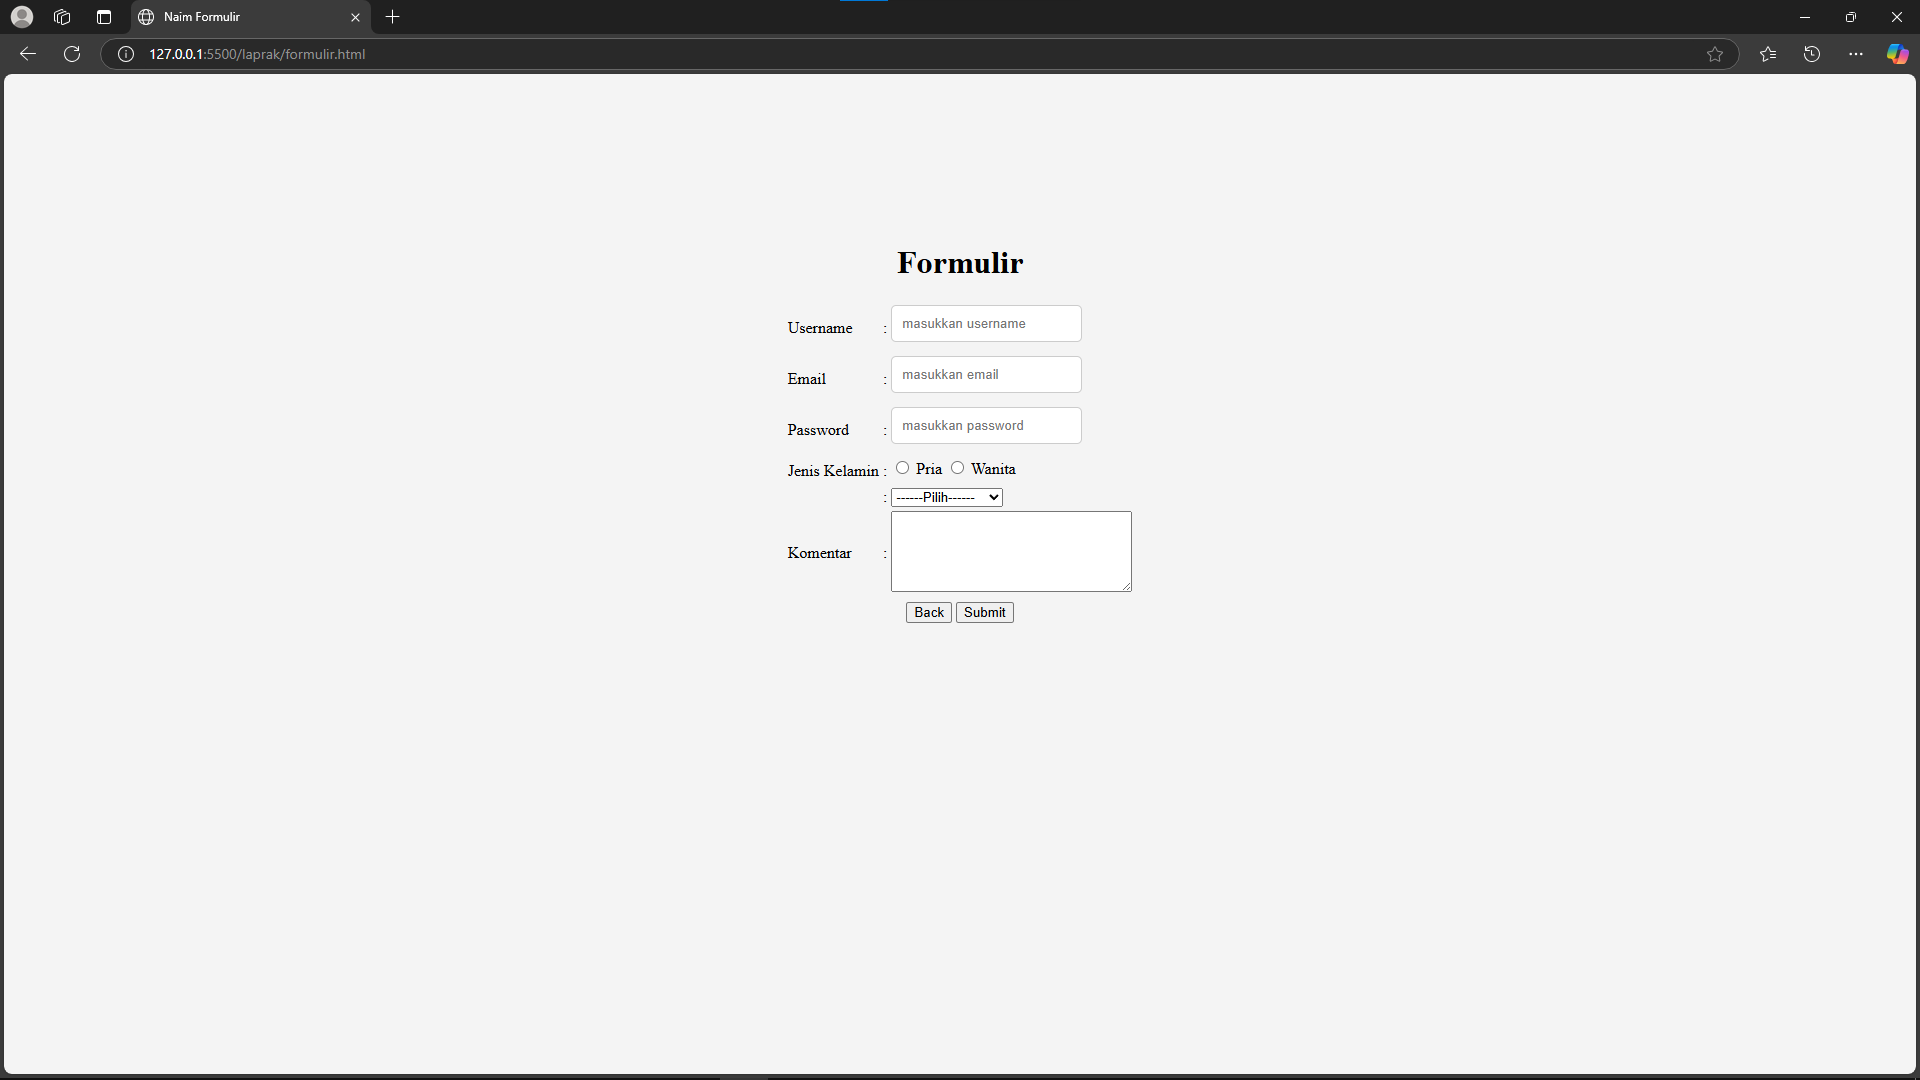 Naim Formulir
127.0.0.1:5500/laprak/formulir.html
Formulir
Username : masukkan username
Email : masukkan email
Password : masukkan password
Jenis Kelamin : Pria Wanita
: ------Pilih------
Komentar :
Back Submit